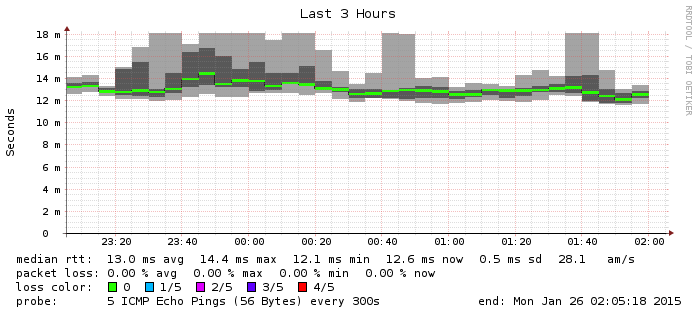 Last 3 Hours
RRDTOOL / TOBI OETIKER
Seconds
18 m
16 m
14 m
12 m
10 m
8 m
6 m
4 m
2 m
0
23:20 23:40 00:00 00:20 00:40 01:00 01:20 01:40 02:00
median rtt: 13.0 ms avg 14.4 ms max 12.1 ms min 12.6 ms now 0.5 ms sd 28.1 am/s
packet loss: 0.00 % avg 0.00 % max 0.00 % min 0.00 % now
loss color: 0 1/5 2/5 3/5 4/5
probe: 5 ICMP Echo Pings (56 Bytes) every 300s end: Mon Jan 26 02:05:18 2015